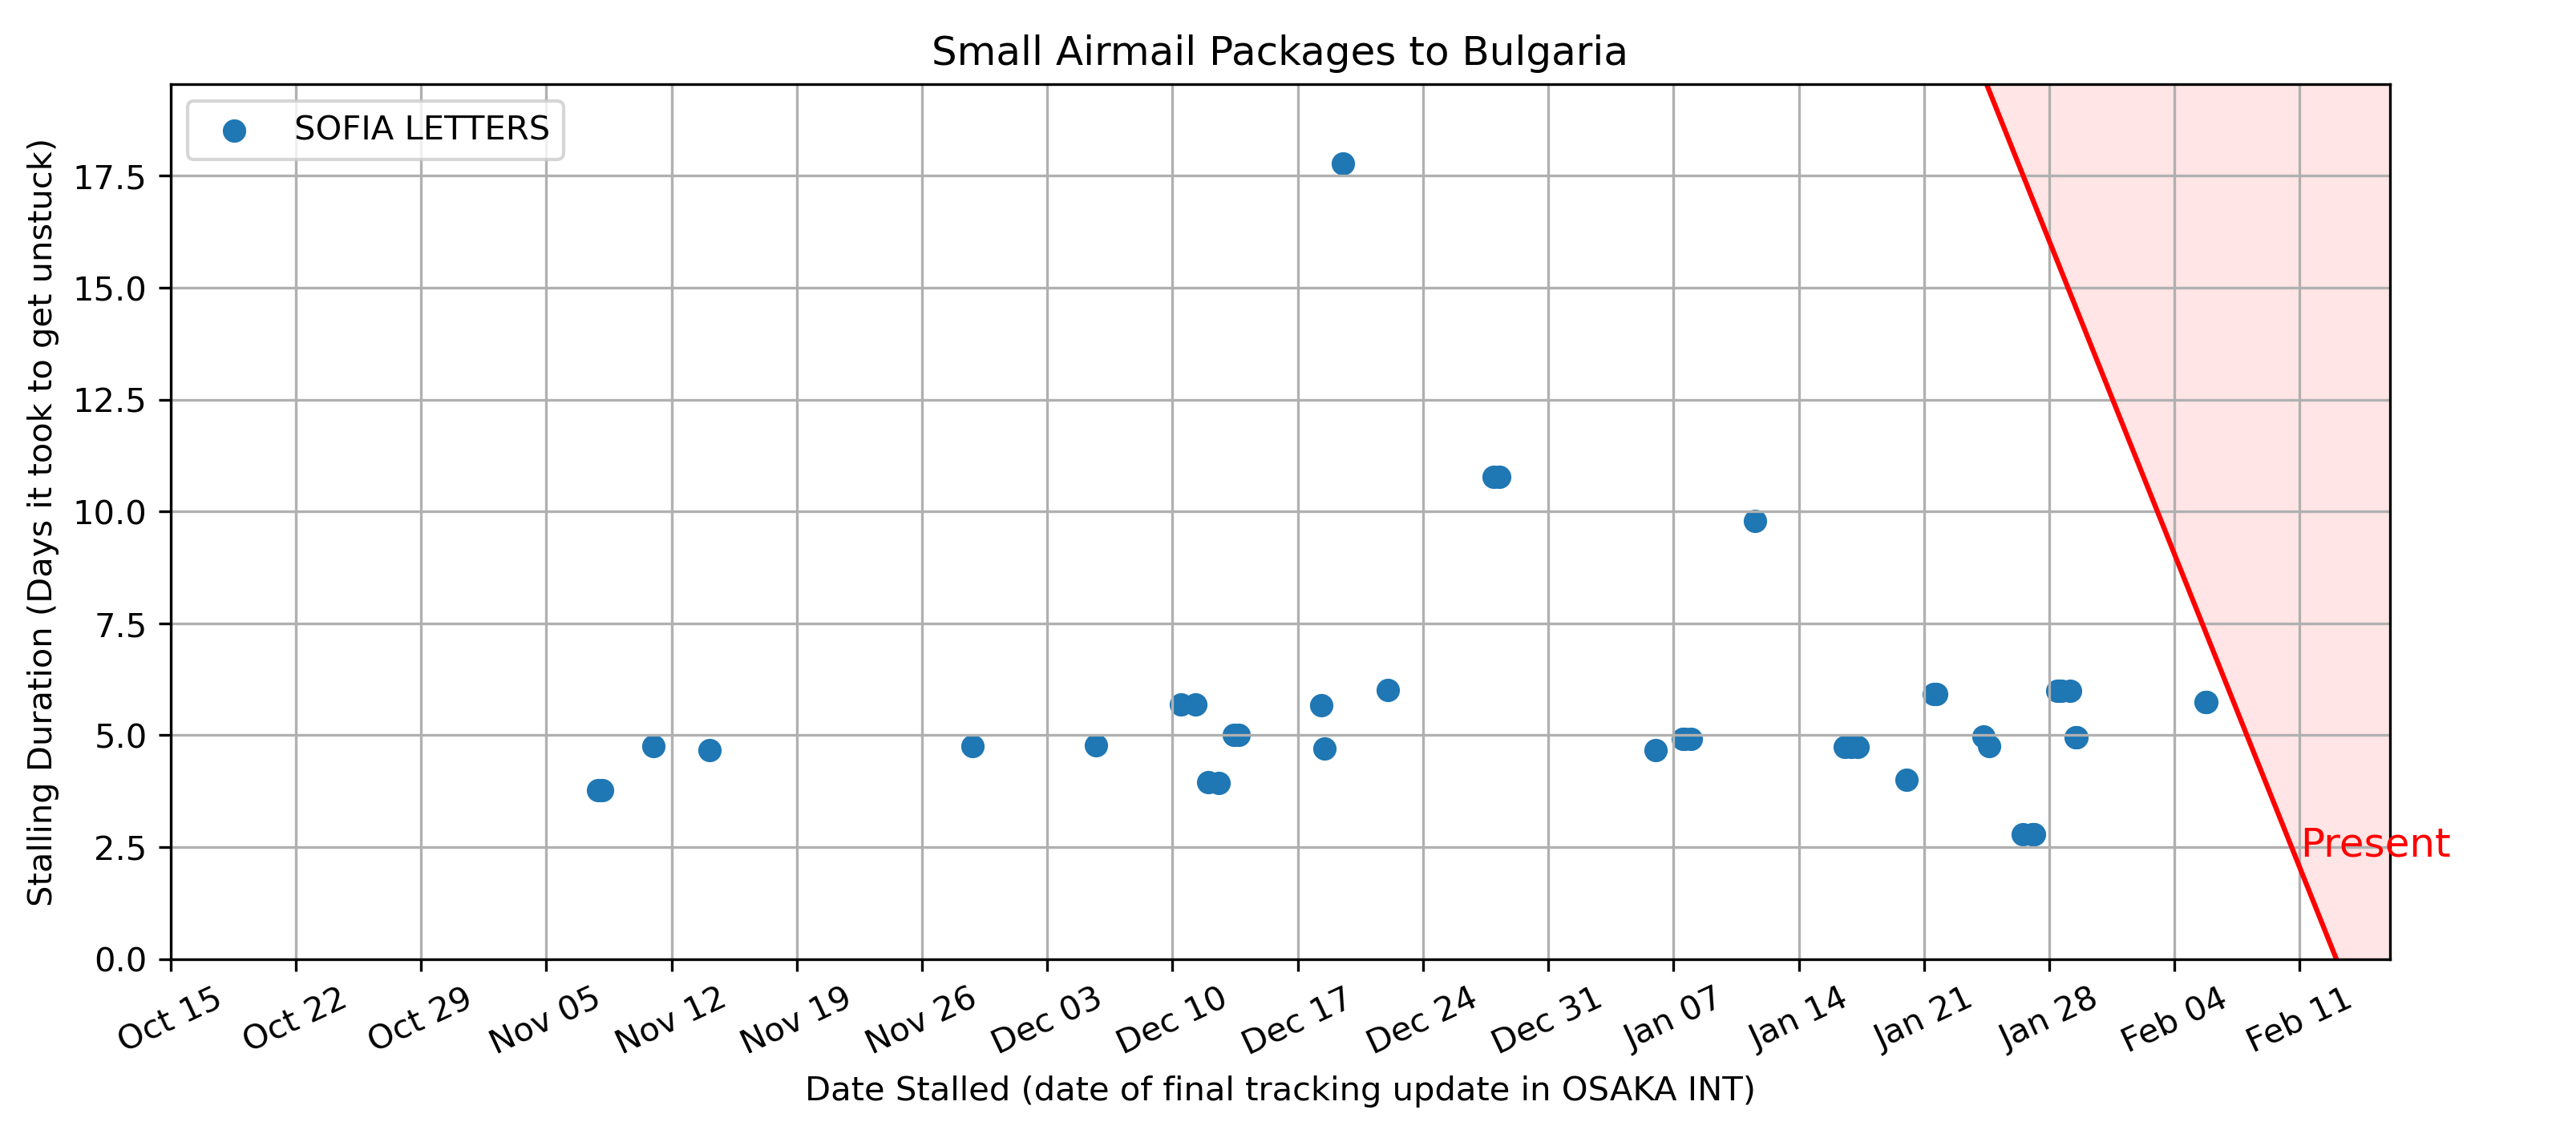 Small Airmail Packages to Bulgaria
SOFIA LETTERS
Stalling Duration (Days it took to get unstuck)
17.5
15.0
12.5
10.0
7.5
5.0
2.5
0.0
Present
Oct 15
Oct 22
Oct 29
Nov 05
Nov 12
Nov 19
Nov 26
Dec 03
Dec 10
Dec 17
Dec 24
Dec 31
Jan 07
Jan 14
Jan 21
Jan 28
Feb 04
Feb 11
Date Stalled (date of final tracking update in OSAKA INT)